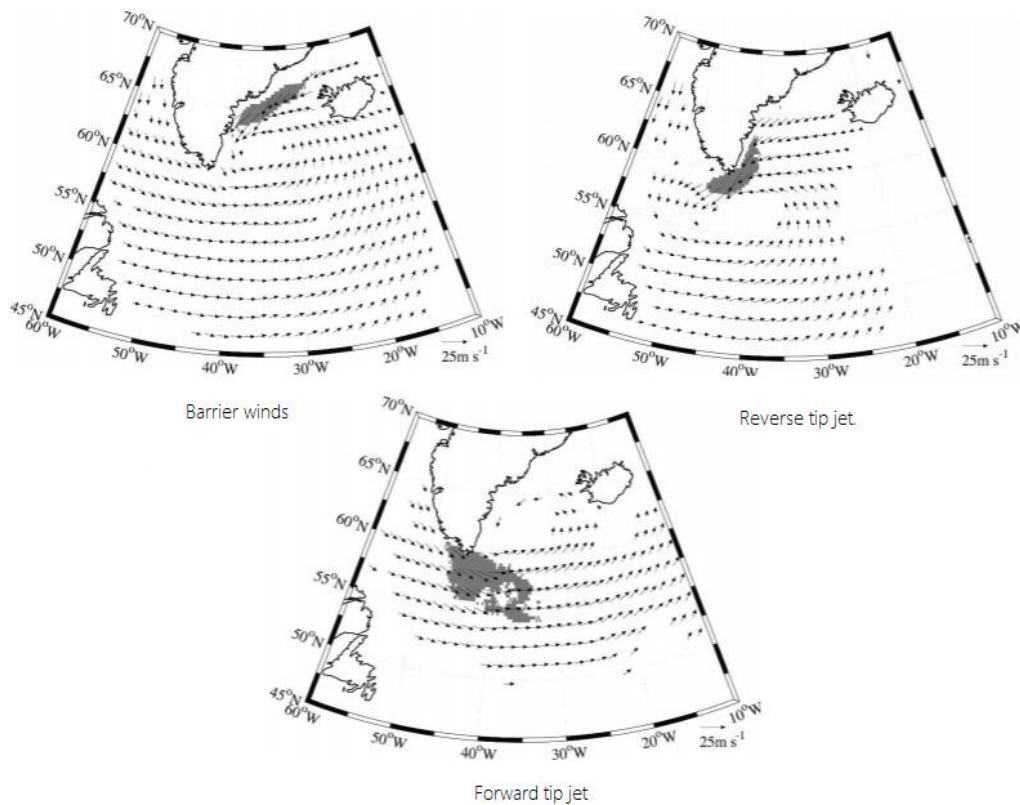 70°N
65°N
60°N
55°N
50°N
45°N
60°W
50°W
40°W
30°W
20°W
10°W
25m s⁻¹
Barrier winds
70°N
65°N
60°N
55°N
50°N
45°N
60°W
50°W
40°W
30°W
20°W
10°W
25m s⁻¹
Reverse tip jet.
70°N
65°N
60°N
55°N
50°N
45°N
60°W
50°W
40°W
30°W
20°W
10°W
25m s⁻¹
Forward tip jet